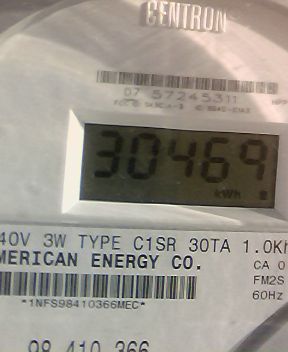 CENTRON
07 57245311
30469
kWh
40V 3W TYPE C1SR 30TA 1.0Kh
MERICAN ENERGY CO.
CA 0
FM2S
60Hz
*1NFS98410366MEC*
98 410 366